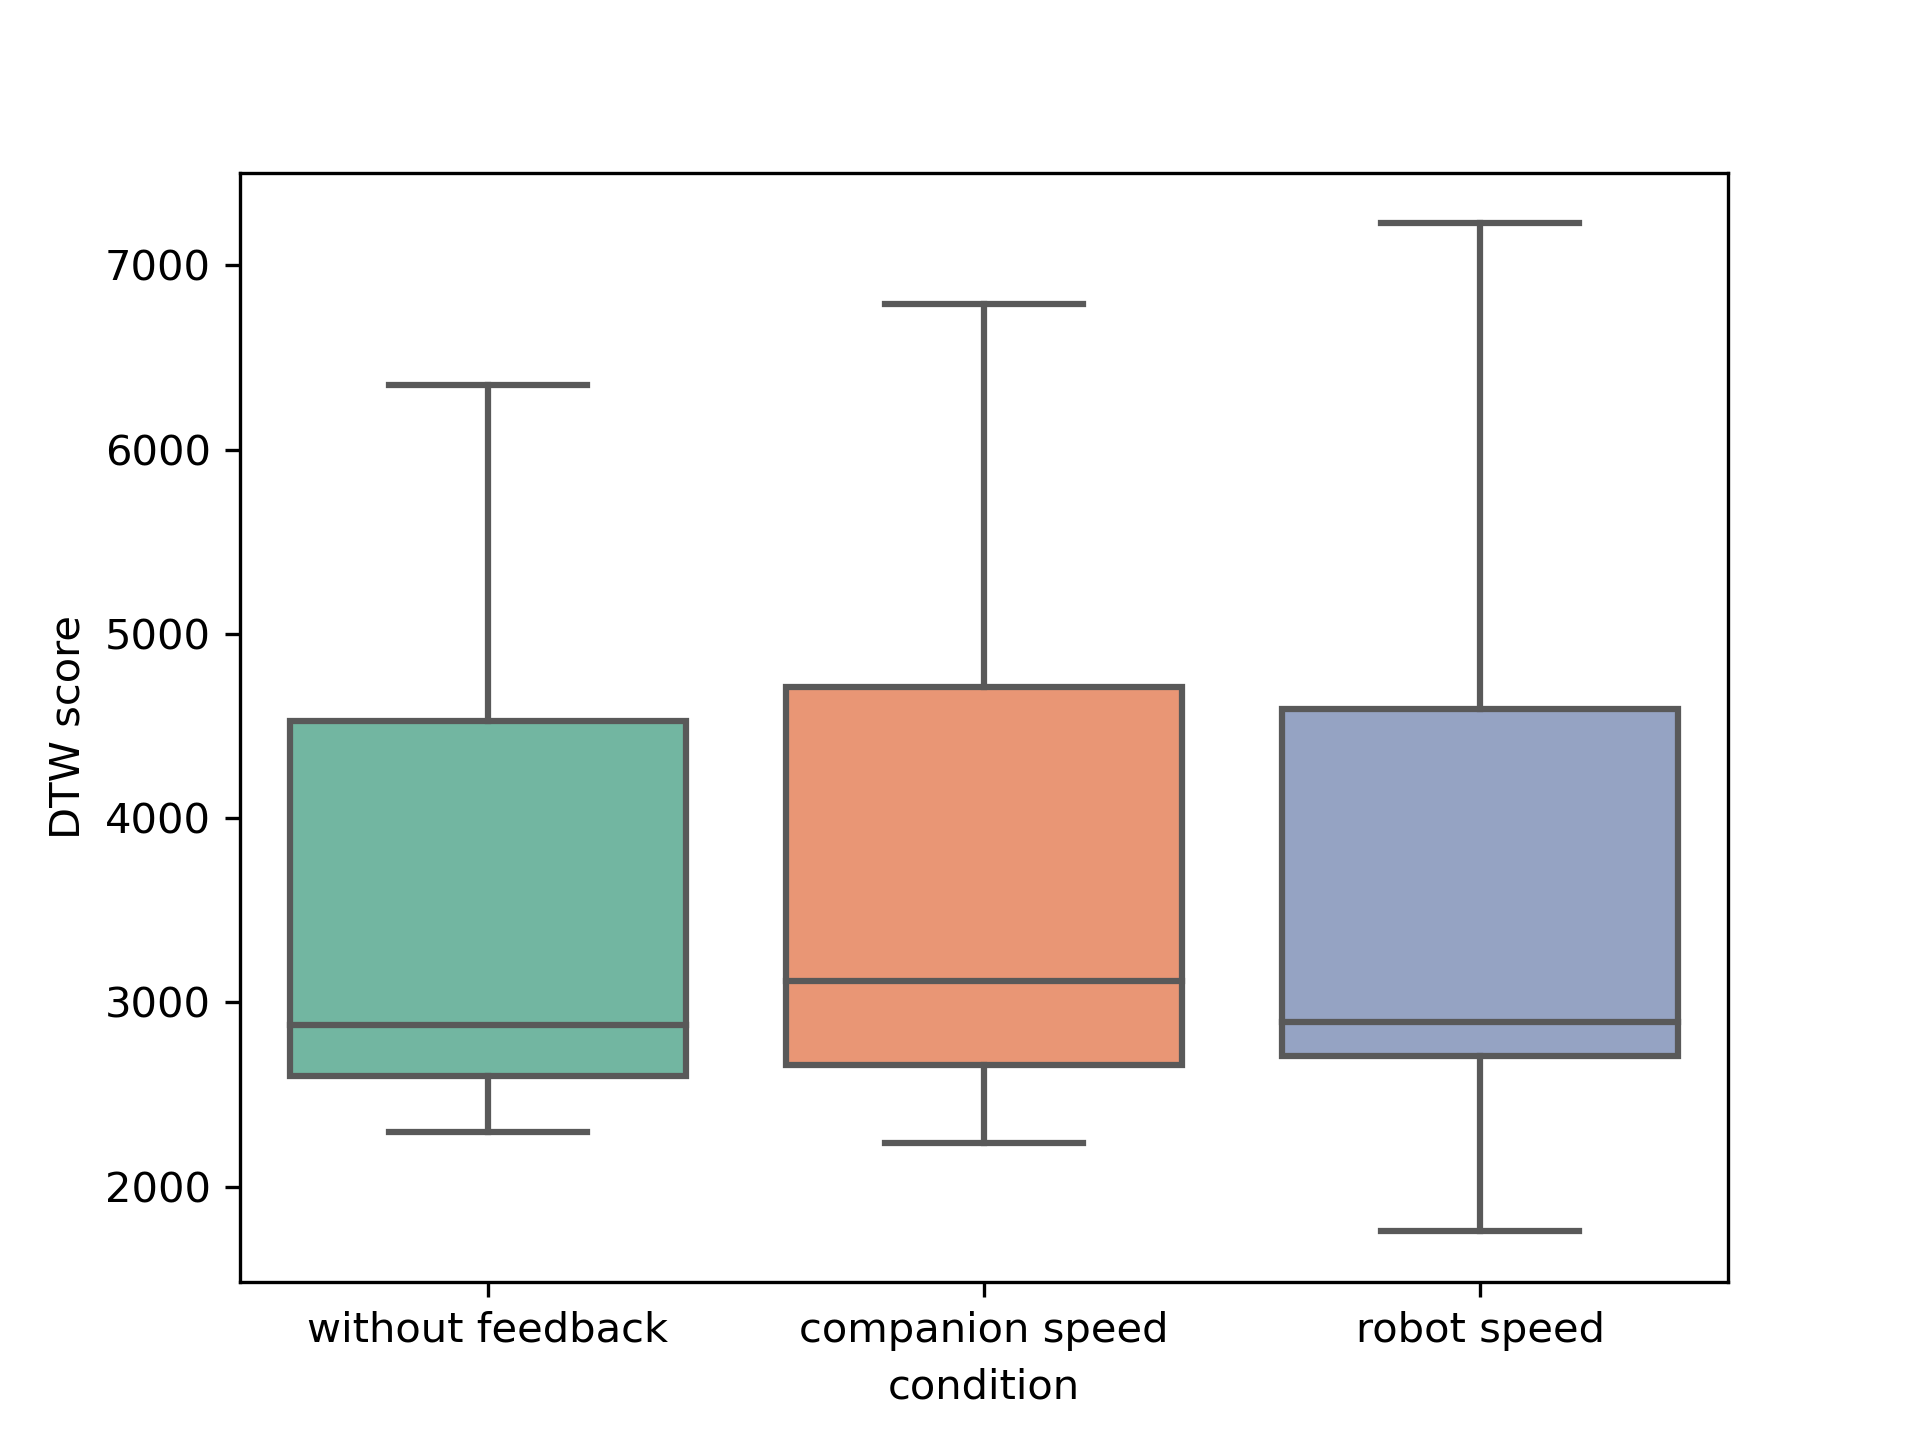 7000
6000
5000
4000
3000
2000
DTW score
without feedback
companion speed
robot speed
condition